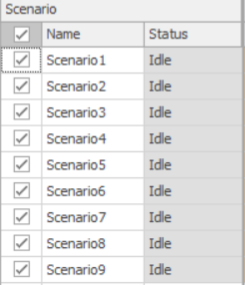 Scenario
Name Status
Scenario1 Idle
Scenario2 Idle
Scenario3 Idle
Scenario4 Idle
Scenario5 Idle
Scenario6 Idle
Scenario7 Idle
Scenario8 Idle
Scenario9 Idle